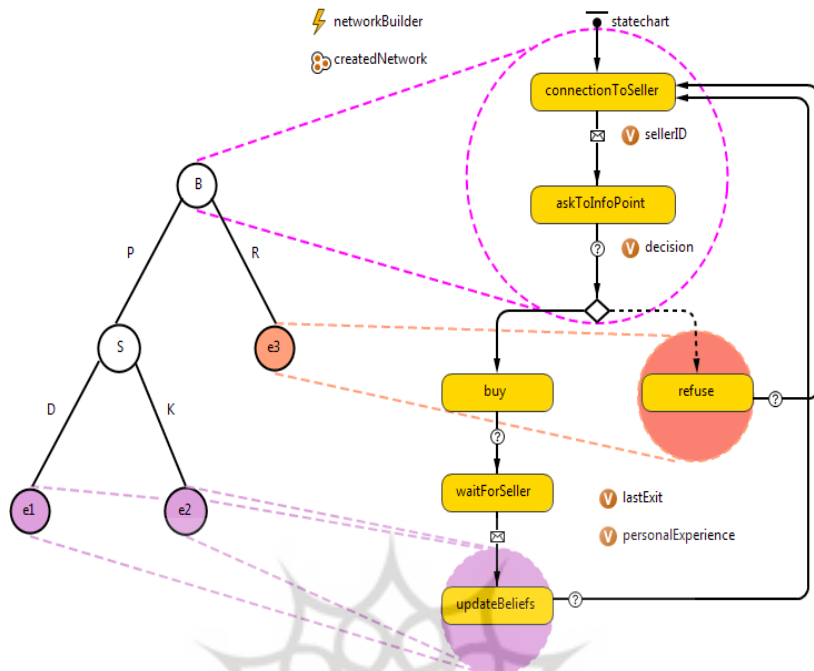 networkBuilder
statechart
createdNetwork
connectionToSeller
V sellerID
B
askToInfoPoint
P
R
? V decision
S
e3
buy
refuse
?
D
K
?
waitForSeller
V lastExit
e1
e2
V personalExperience
updateBeliefs
?